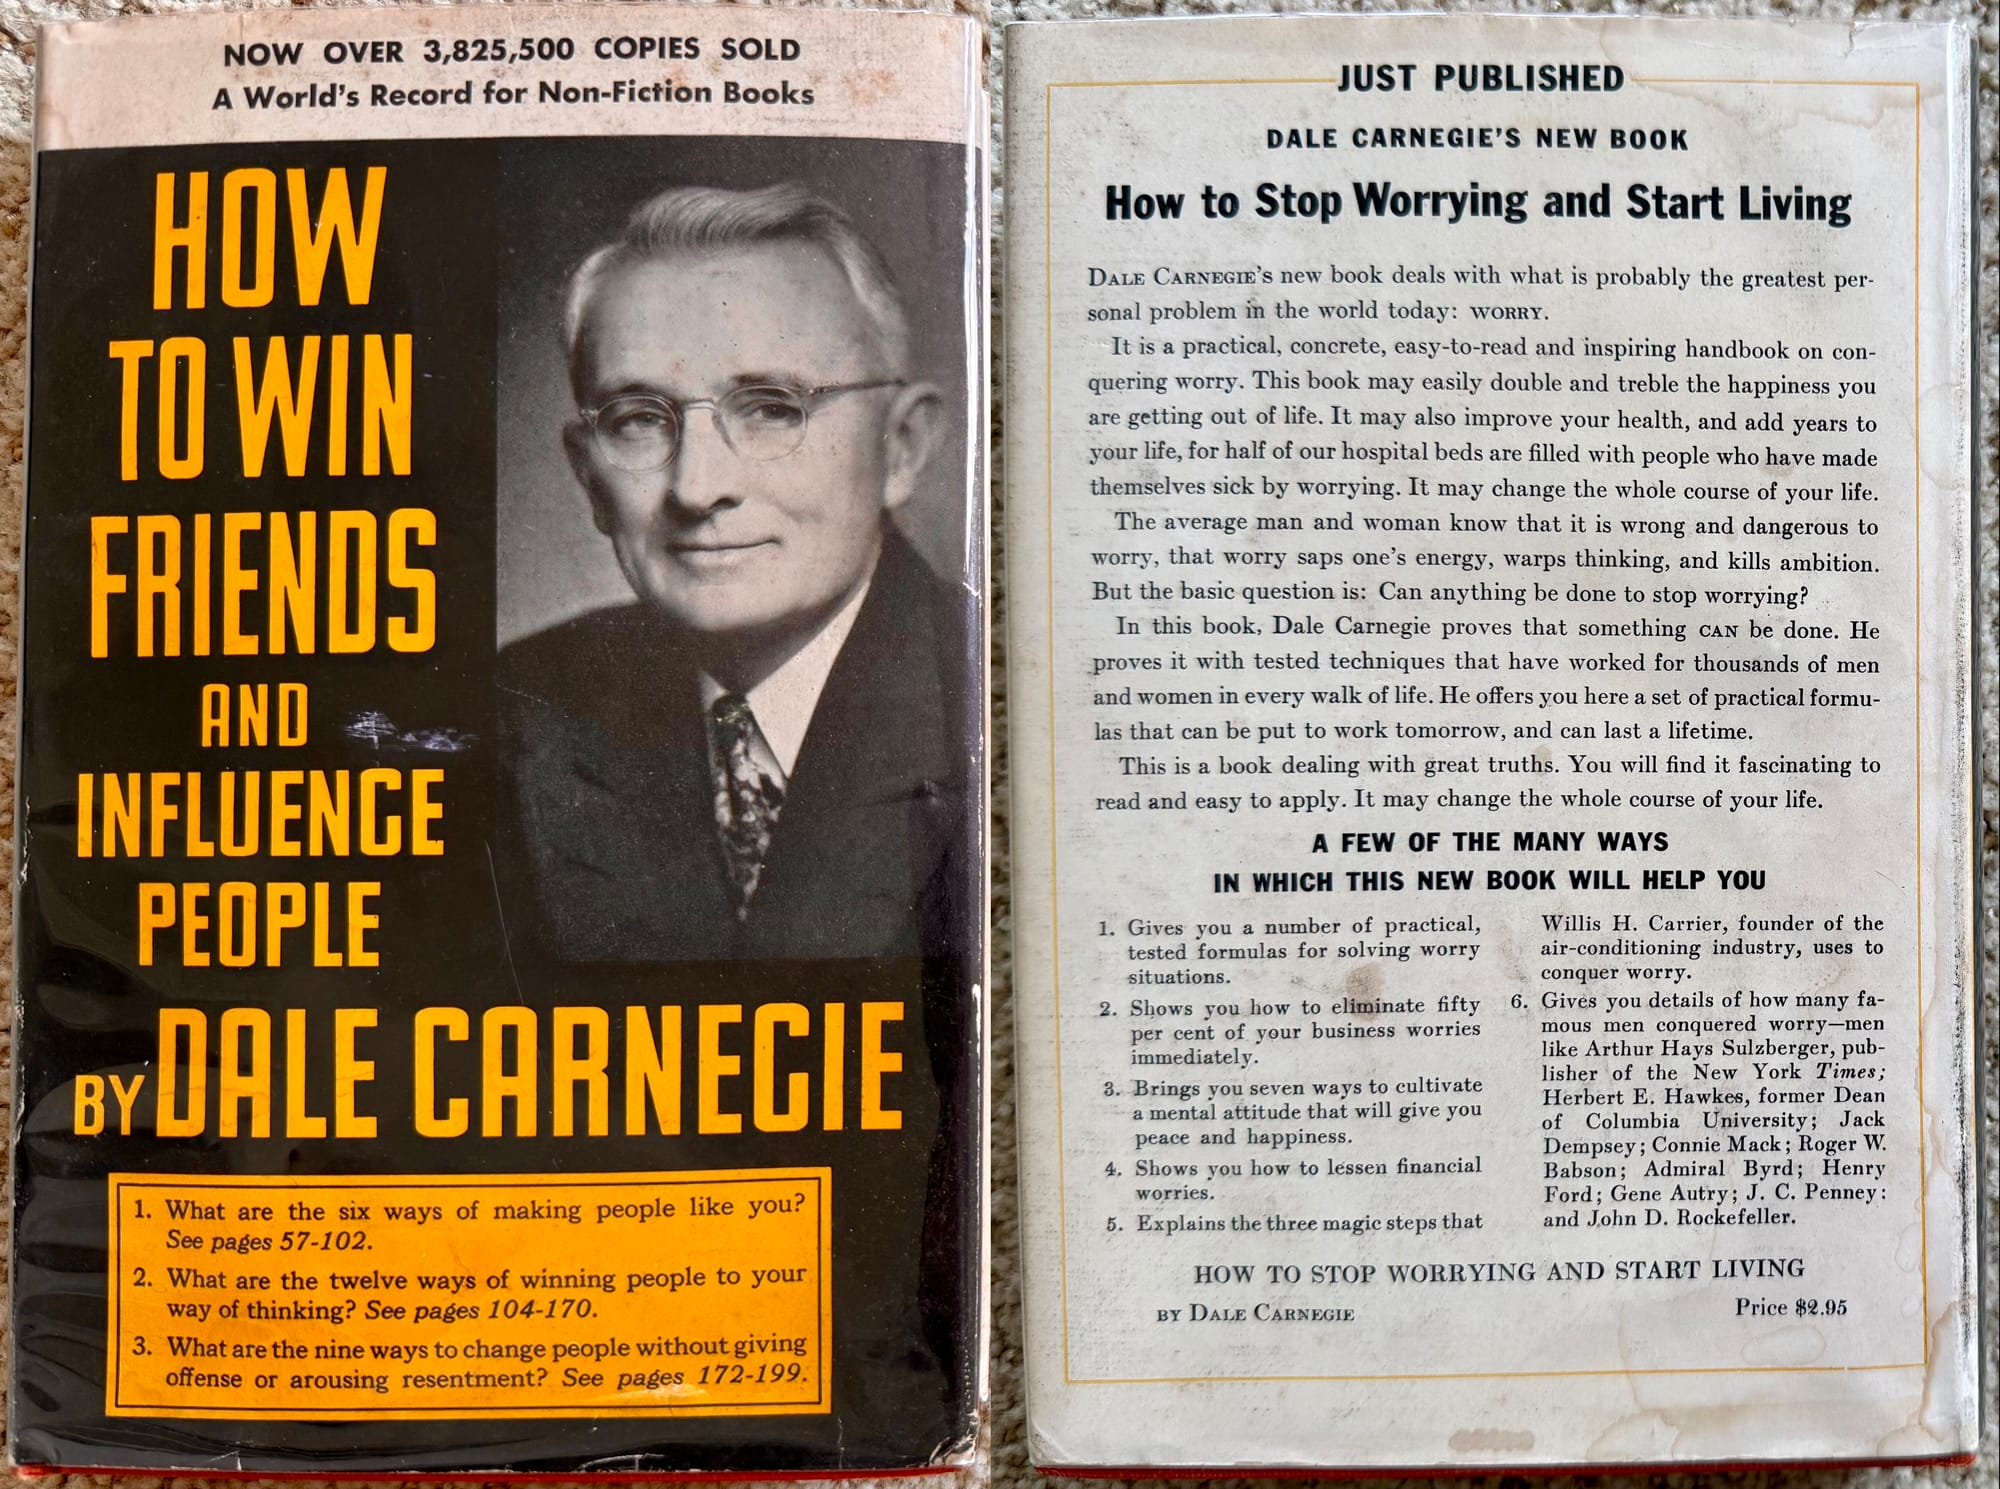 NOW OVER 3,825,500 COPIES SOLD
A World's Record for Non-Fiction Books
HOW
TO WIN
FRIENDS
AND
INFLUENCE
PEOPLE
BY DALE CARNEGIE
1. What are the six ways of making people like you?
See pages 57-102.
2. What are the twelve ways of winning people to your
way of thinking? See pages 104-170.
3. What are the nine ways to change people without giving
offense or arousing resentment? See pages 172-199.
JUST PUBLISHED
DALE CARNEGIE'S NEW BOOK
How to Stop Worrying and Start Living
DALE CARNEGIE'S new book deals with what is probably the greatest per-
sonal problem in the world today: WORRY.
It is a practical, concrete, easy-to-read and inspiring handbook on con-
quering worry. This book may easily double and treble the happiness you
are getting out of life. It may also improve your health, and add years to
your life, for half of our hospital beds are filled with people who have made
themselves sick by worrying. It may change the whole course of your life.
The average man and woman know that it is wrong and dangerous to
worry, that worry saps one's energy, warps thinking, and kills ambition.
But the basic question is: Can anything be done to stop worrying?
In this book, Dale Carnegie proves that something CAN be done. He
proves it with tested techniques that have worked for thousands of men
and women in every walk of life. He offers you here a set of practical formu-
las that can be put to work tomorrow, and can last a lifetime.
This is a book dealing with great truths. You will find it fascinating to
read and easy to apply. It may change the whole course of your life.
A FEW OF THE MANY WAYS
IN WHICH THIS NEW BOOK WILL HELP YOU
1. Gives you a number of practical,
tested formulas for solving worry
situations.
2. Shows you how to eliminate fifty
per cent of your business worries
immediately.
3. Brings you seven ways to cultivate
a mental attitude that will give you
peace and happiness.
4. Shows you how to lessen financial
worries.
5. Explains the three magic steps that
Willis H. Carrier, founder of the
air-conditioning industry, uses to
conquer worry.
6. Gives you details of how many fa-
mous men conquered worry—men
like Arthur Hays Sulzberger, pub-
lisher of the New York Times;
Herbert E. Hawkes, former Dean
of Columbia University; Jack
Dempsey; Connie Mack; Roger W.
Babson; Admiral Byrd; Henry
Ford; Gene Autry; J. C. Penney:
and John D. Rockefeller.
HOW TO STOP WORRYING AND START LIVING
BY DALE CARNEGIE Price $2.95